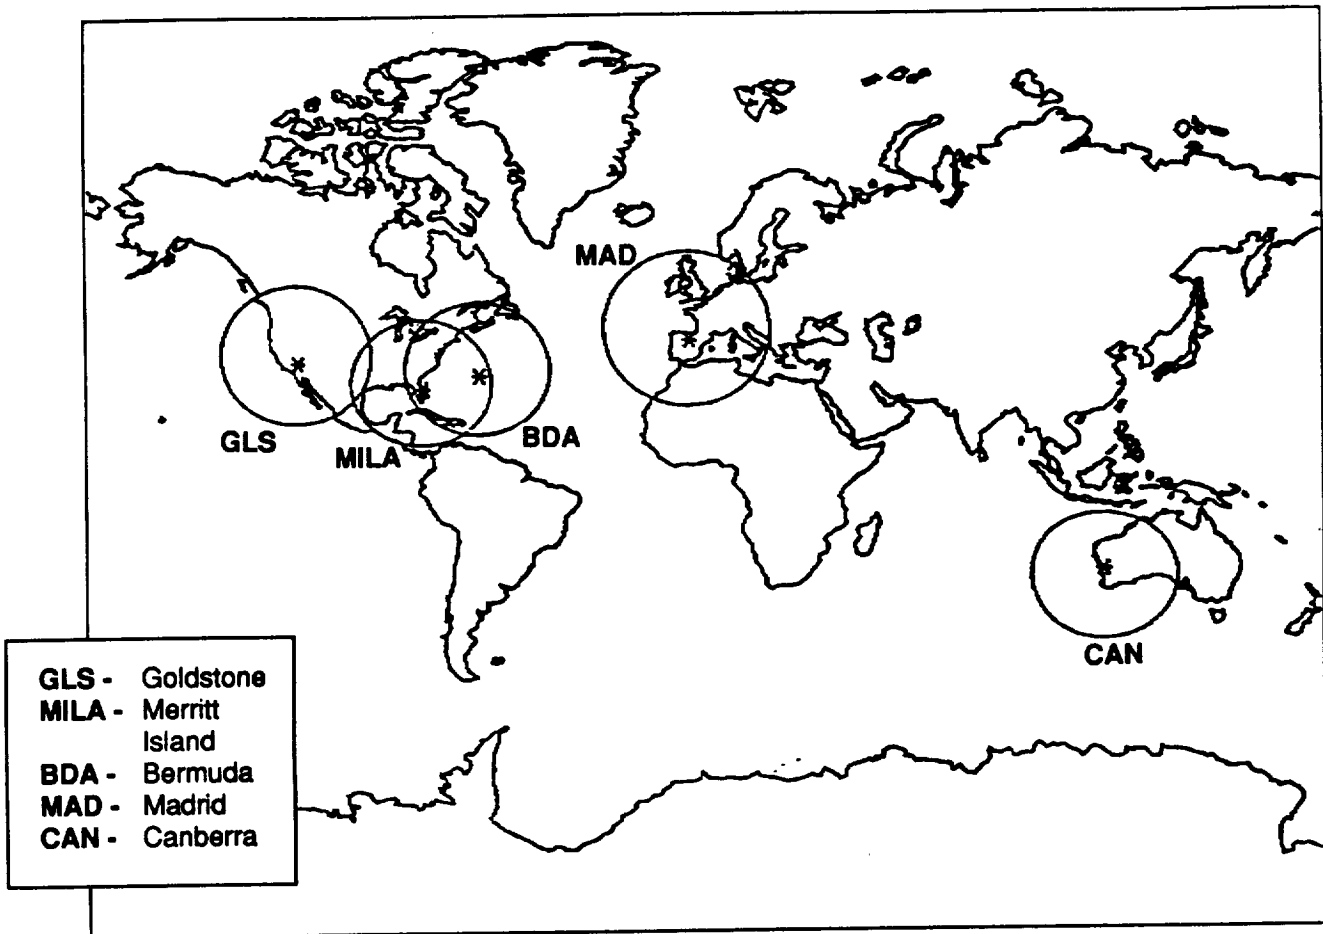 MAD
GLS
MILA
BDA
CAN
GLS - Goldstone
MILA - Merritt
Island
BDA - Bermuda
MAD - Madrid
CAN - Canberra